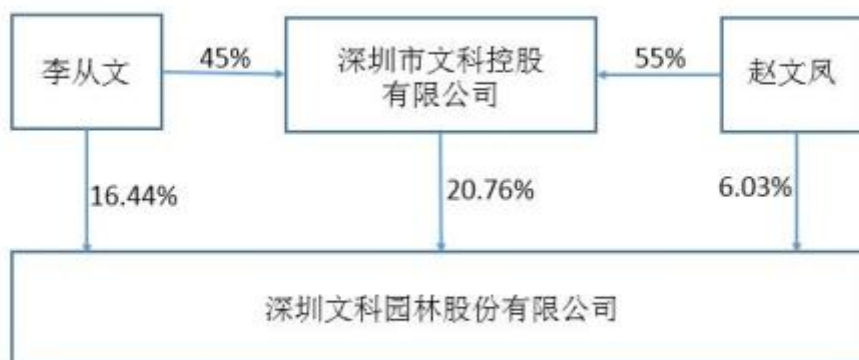 李从文
45%
深圳市文科控股
有限公司
55%
赵文凤
16.44%
20.76%
6.03%
深圳文科园林股份有限公司